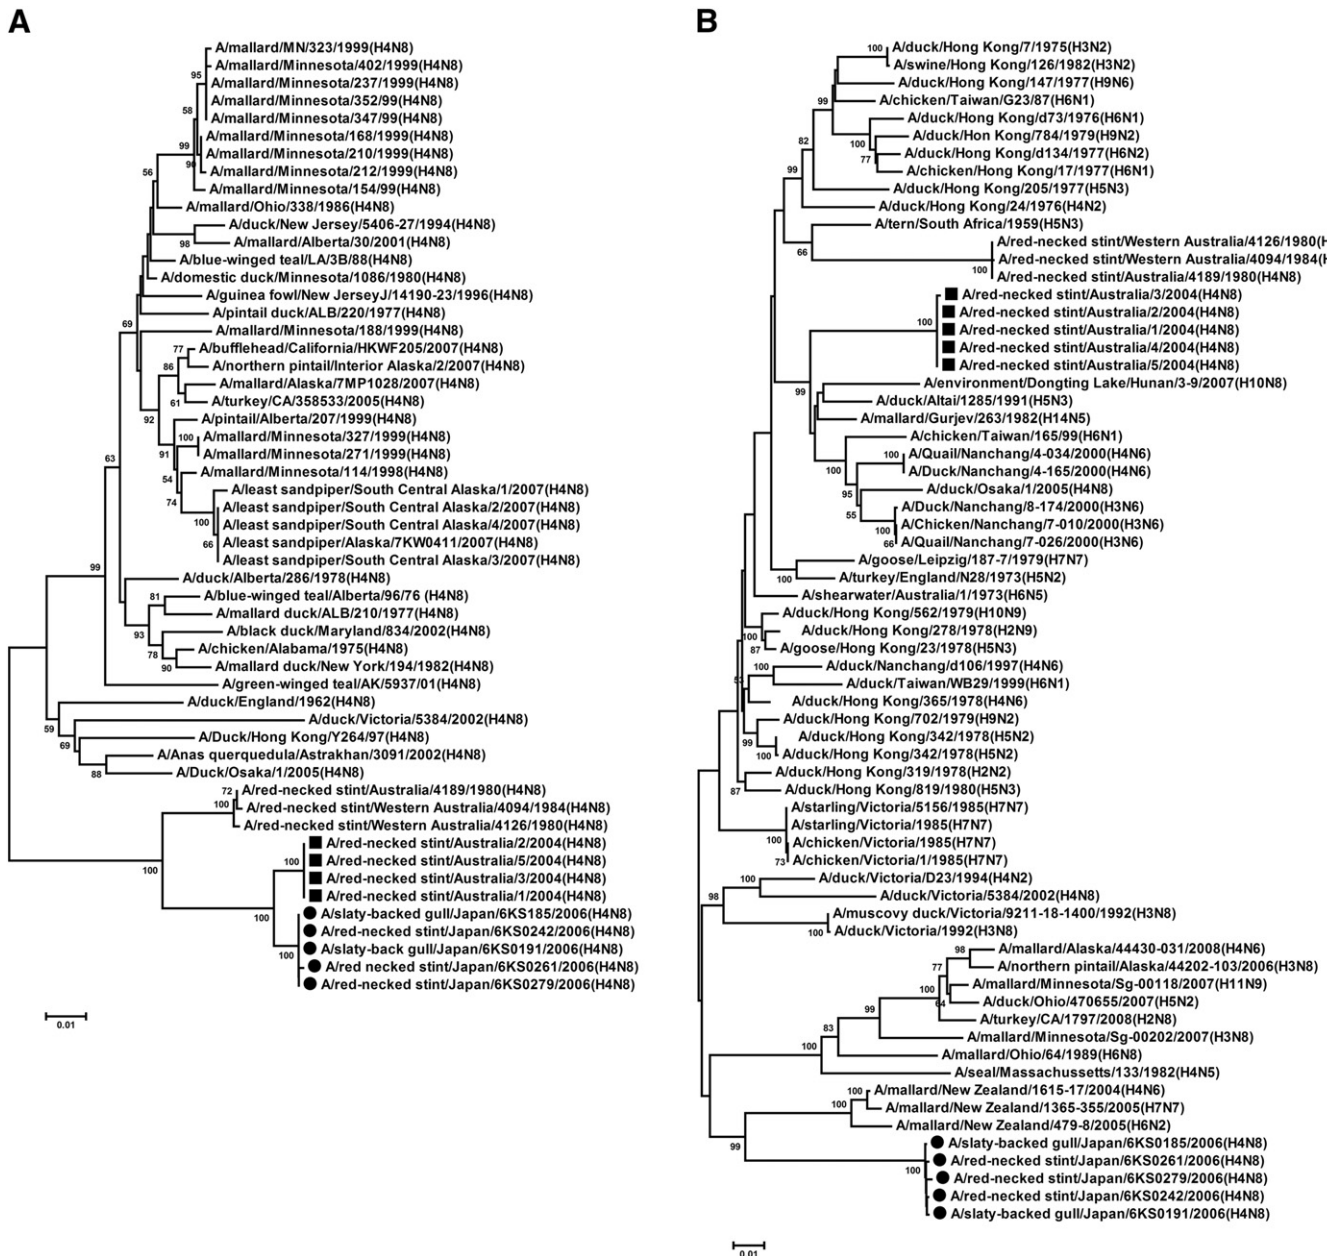 A
A/mallard/MN/323/1999(H4N8)
A/mallard/Minnesota/402/1999(H4N8)
95
A/mallard/Minnesota/237/1999(H4N8)
A/mallard/Minnesota/352/99(H4N8)
58
A/mallard/Minnesota/347/99(H4N8)
A/mallard/Minnesota/168/1999(H4N8)
99
A/mallard/Minnesota/210/1999(H4N8)
A/mallard/Minnesota/212/1999(H4N8)
56
A/mallard/Minnesota/154/99(H4N8)
A/mallard/Ohio/338/1986(H4N8)
A/duck/New Jersey/5406-27/1994(H4N8)
98
A/mallard/Alberta/30/2001(H4N8)
A/blue-winged teal/LA/3B/88(H4N8)
A/domestic duck/Minnesota/1086/1980(H4N8)
A/guinea fowl/New JerseyJ/14190-23/1996(H4N8)
A/pintail duck/ALB/220/1977(H4N8)
69
A/mallard/Minnesota/188/1999(H4N8)
77
A/bufflehead/California/HKWF205/2007(H4N8)
86
A/northern pintail/Interior Alaska/2/2007(H4N8)
A/mallard/Alaska/7MP1028/2007(H4N8)
61
A/turkey/CA/358533/2005(H4N8)
92
A/pintail/Alberta/207/1999(H4N8)
100
A/mallard/Minnesota/327/1999(H4N8)
91
A/mallard/Minnesota/271/1999(H4N8)
63
A/mallard/Minnesota/114/1998(H4N8)
54
A/least sandpiper/South Central Alaska/1/2007(H4N8)
74
A/least sandpiper/South Central Alaska/2/2007(H4N8)
100
A/least sandpiper/South Central Alaska/4/2007(H4N8)
66
A/least sandpiper/Alaska/7KW0411/2007(H4N8)
A/least sandpiper/South Central Alaska/3/2007(H4N8)
99
A/duck/Alberta/286/1978(H4N8)
81
A/blue-winged teal/Alberta/96/76 (H4N8)
A/mallard duck/ALB/210/1977(H4N8)
93
A/black duck/Maryland/834/2002(H4N8)
78
A/chicken/Alabama/1975(H4N8)
90
A/mallard duck/New York/194/1982(H4N8)
A/green-winged teal/AK/5937/01(H4N8)
A/duck/England/1962(H4N8)
59
A/duck/Victoria/5384/2002(H4N8)
69
A/Duck/Hong Kong/Y264/97(H4N8)
A/Anas querquedula/Astrakhan/3091/2002(H4N8)
88
A/Duck/Osaka/1/2005(H4N8)
72
A/red-necked stint/Australia/4189/1980(H4N8)
100
A/red-necked stint/Western Australia/4094/1984(H4N8)
A/red-necked stint/Western Australia/4126/1980(H4N8)
A/red-necked stint/Australia/2/2004(H4N8)
100
A/red-necked stint/Australia/5/2004(H4N8)
100
A/red-necked stint/Australia/3/2004(H4N8)
A/red-necked stint/Australia/1/2004(H4N8)
100
A/slaty-backed gull/Japan/6KS185/2006(H4N8)
A/red-necked stint/Japan/6KS0242/2006(H4N8)
100
A/slaty-back gull/Japan/6KS0191/2006(H4N8)
A/red necked stint/Japan/6KS0261/2006(H4N8)
A/red-necked stint/Japan/6KS0279/2006(H4N8)
0.01
B
100
A/duck/Hong Kong/7/1975(H3N2)
A/swine/Hong Kong/126/1982(H3N2)
A/duck/Hong Kong/147/1977(H9N6)
99
A/chicken/Taiwan/G23/87(H6N1)
A/duck/Hong Kong/d73/1976(H6N1)
82
100
A/duck/Hon Kong/784/1979(H9N2)
77
A/duck/Hong Kong/d134/1977(H6N2)
99
A/chicken/Hong Kong/17/1977(H6N1)
A/duck/Hong Kong/205/1977(H5N3)
A/duck/Hong Kong/24/1976(H4N2)
A/tern/South Africa/1959(H5N3)
66
A/red-necked stint/Western Australia/4126/1980(H
A/red-necked stint/Western Australia/4094/1984(H
100
A/red-necked stint/Australia/4189/1980(H4N8)
A/red-necked stint/Australia/3/2004(H4N8)
A/red-necked stint/Australia/2/2004(H4N8)
100
A/red-necked stint/Australia/1/2004(H4N8)
A/red-necked stint/Australia/4/2004(H4N8)
A/red-necked stint/Australia/5/2004(H4N8)
99
A/environment/Dongting Lake/Hunan/3-9/2007(H10N8)
A/duck/Altai/1285/1991(H5N3)
A/mallard/Gurjev/263/1982(H14N5)
A/chicken/Taiwan/165/99(H6N1)
100
100
A/Quail/Nanchang/4-034/2000(H4N6)
A/Duck/Nanchang/4-165/2000(H4N6)
95
A/duck/Osaka/1/2005(H4N8)
55
A/Duck/Nanchang/8-174/2000(H3N6)
A/Chicken/Nanchang/7-010/2000(H3N6)
66
A/Quail/Nanchang/7-026/2000(H3N6)
A/goose/Leipzig/187-7/1979(H7N7)
100
A/turkey/England/N28/1973(H5N2)
A/shearwater/Australia/1/1973(H6N5)
A/duck/Hong Kong/562/1979(H10N9)
100
A/duck/Hong Kong/278/1978(H2N9)
87
A/goose/Hong Kong/23/1978(H5N3)
100
A/duck/Nanchang/d106/1997(H4N6)
A/duck/Taiwan/WB29/1999(H6N1)
A/duck/Hong Kong/365/1978(H4N6)
A/duck/Hong Kong/702/1979(H9N2)
99
A/duck/Hong Kong/342/1978(H5N2)
100
A/duck/Hong Kong/342/1978(H5N2)
A/duck/Hong Kong/319/1978(H2N2)
87
A/duck/Hong Kong/819/1980(H5N3)
A/starling/Victoria/5156/1985(H7N7)
A/starling/Victoria/1985(H7N7)
100
A/chicken/Victoria/1985(H7N7)
73
A/chicken/Victoria/1/1985(H7N7)
100
A/duck/Victoria/D23/1994(H4N2)
98
A/duck/Victoria/5384/2002(H4N8)
A/muscovy duck/Victoria/9211-18-1400/1992(H3N8)
100
A/duck/Victoria/1992(H3N8)
98
A/mallard/Alaska/44430-031/2008(H4N6)
77
A/northern pintail/Alaska/44202-103/2006(H3N8)
100
A/mallard/Minnesota/Sg-00118/2007(H11N9)
64
A/duck/Ohio/470655/2007(H5N2)
99
A/turkey/CA/1797/2008(H2N8)
83
A/mallard/Minnesota/Sg-00202/2007(H3N8)
100
A/mallard/Ohio/64/1989(H6N8)
A/seal/Massachussetts/133/1982(H4N5)
100
A/mallard/New Zealand/1615-17/2004(H4N6)
100
A/mallard/New Zealand/1365-355/2005(H7N7)
A/mallard/New Zealand/479-8/2005(H6N2)
99
A/slaty-backed gull/Japan/6KS0185/2006(H4N8)
A/red-necked stint/Japan/6KS0261/2006(H4N8)
100
A/red-necked stint/Japan/6KS0279/2006(H4N8)
A/red-necked stint/Japan/6KS0242/2006(H4N8)
A/slaty-backed gull/Japan/6KS0191/2006(H4N8)
0.01